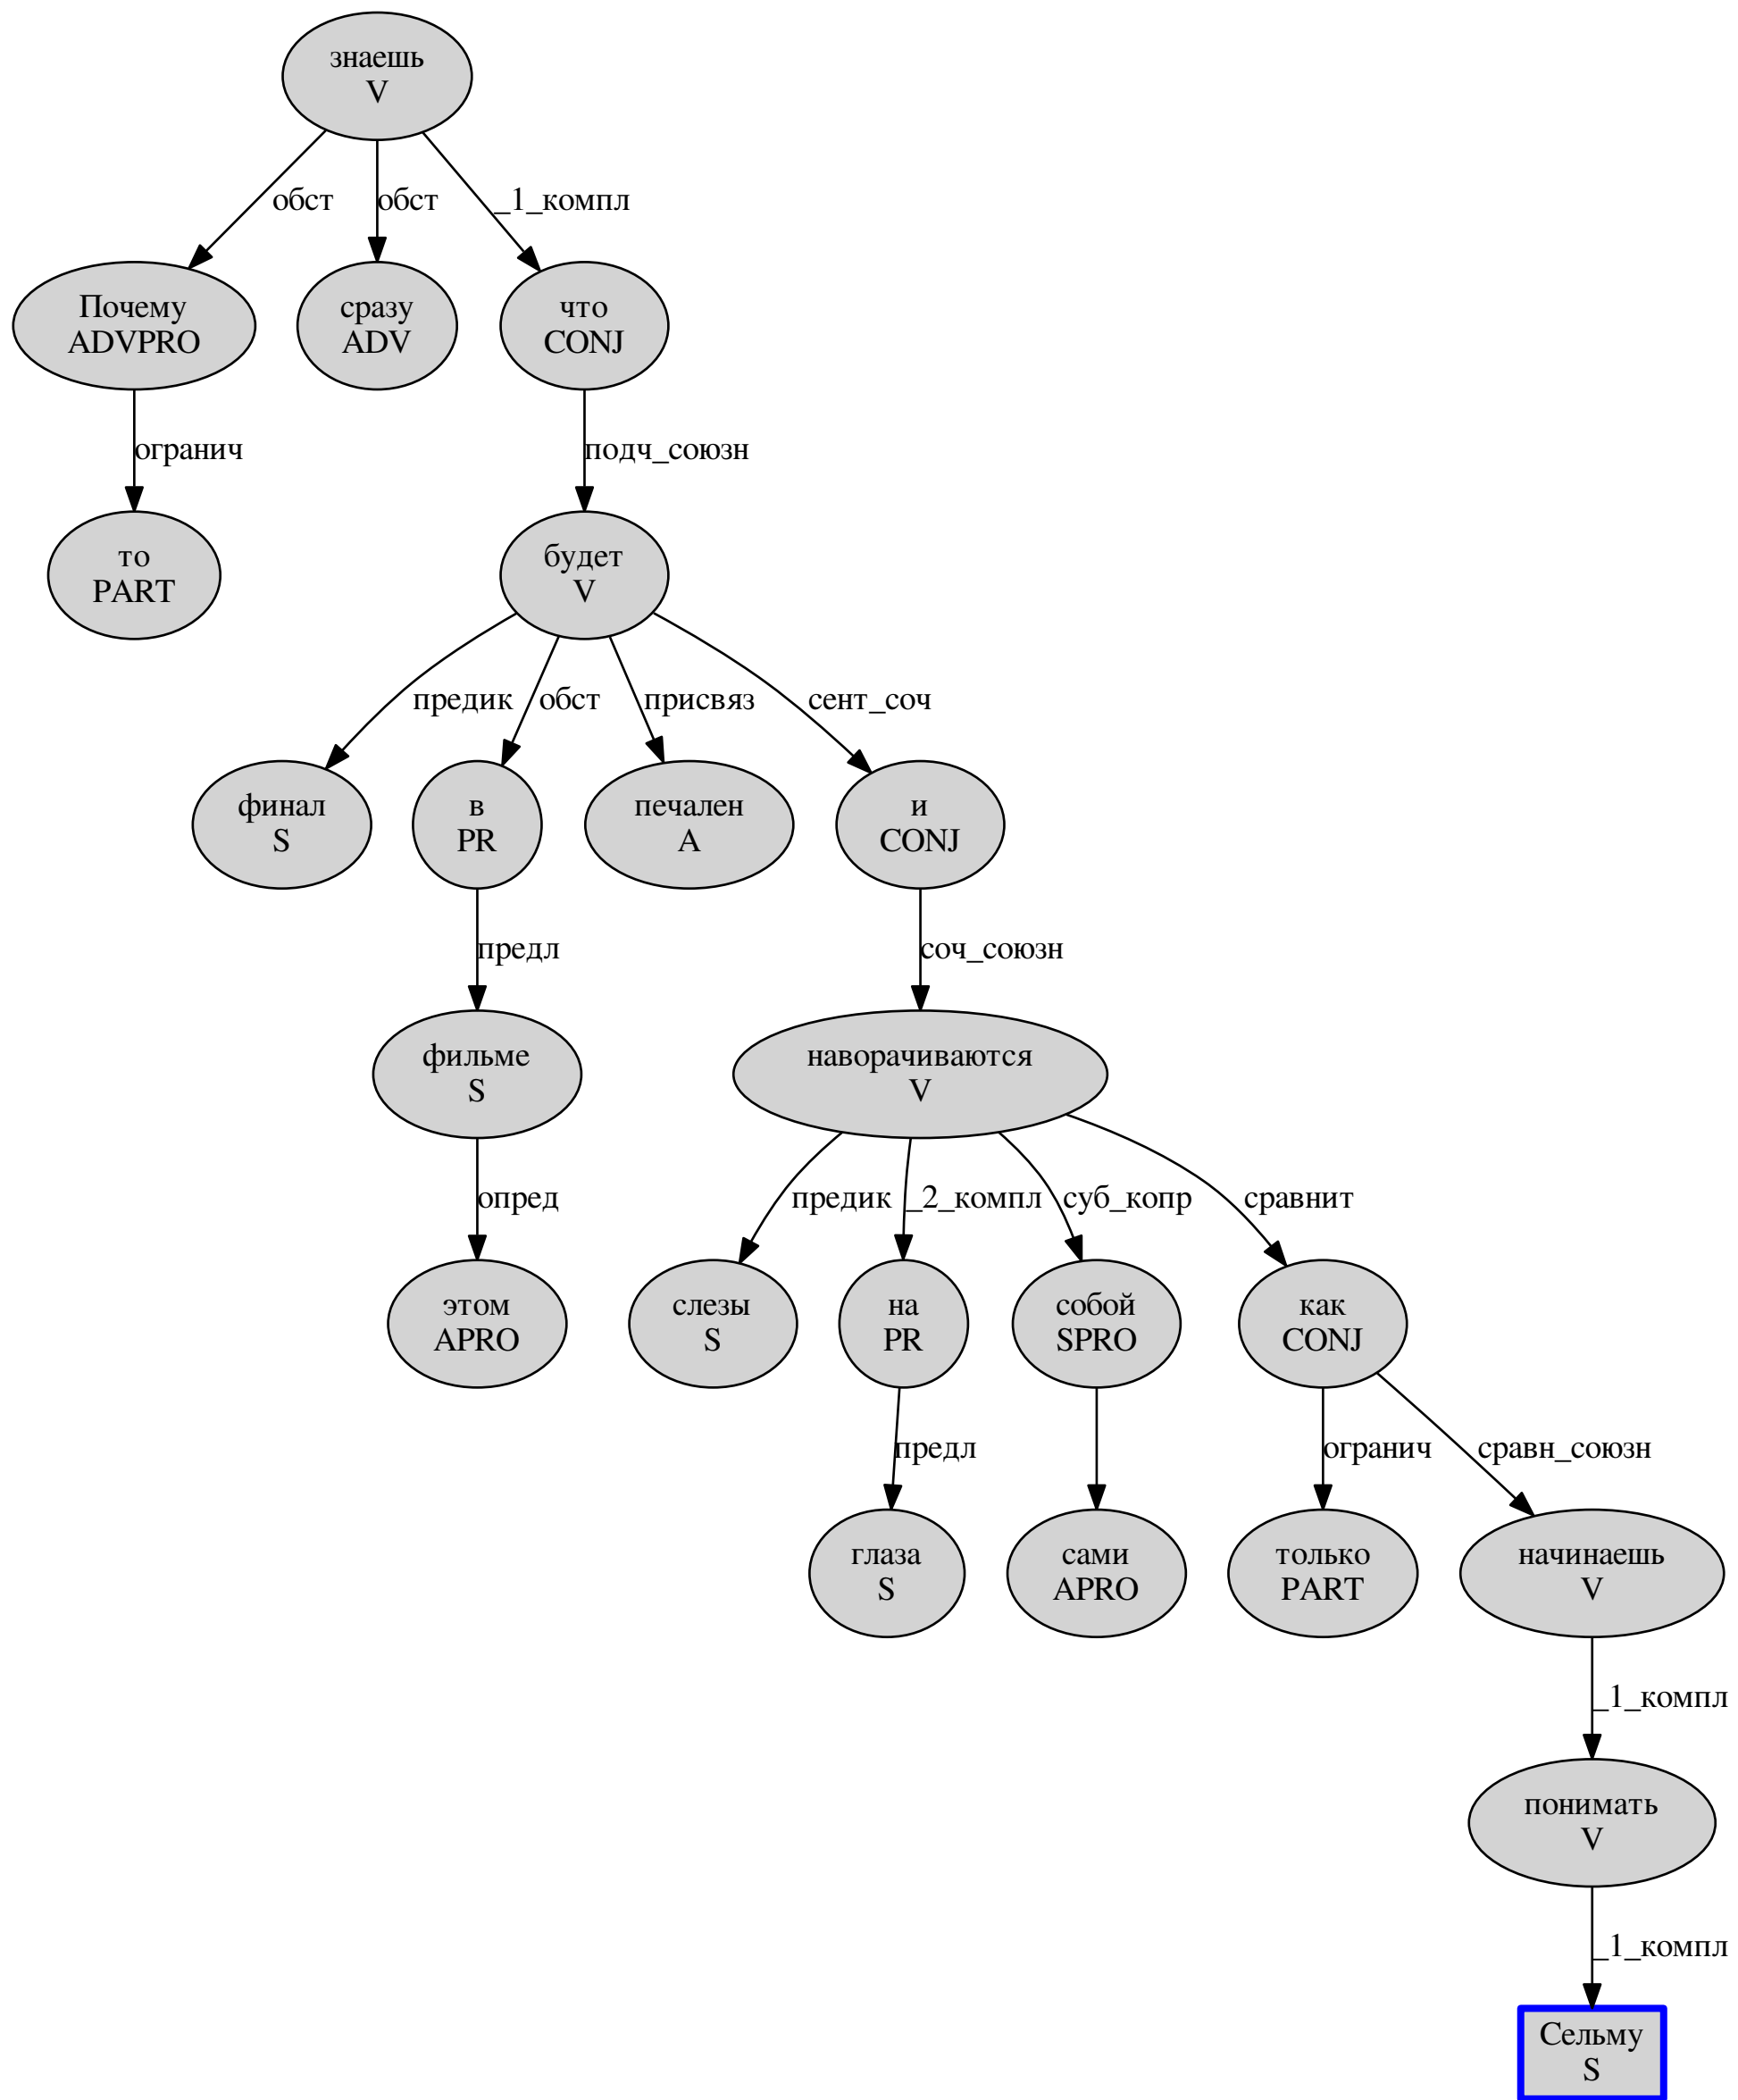 знаешь
V
обст
обст
_1_компл
Почему
ADVPRO
сразу
ADV
что
CONJ
огранич
подч_союзн
то
PART
будет
V
предик
обст
присвяз
сент_соч
финал
S
в
PR
печален
A
и
CONJ
предл
соч_союзн
фильме
S
наворачиваются
V
опред
предик
_2_компл
суб_копр
сравнит
этом
APRO
слезы
S
на
PR
собой
SPRO
как
CONJ
предл
огранич
сравн_союзн
глаза
S
сами
APRO
только
PART
начинаешь
V
_1_компл
понимать
V
_1_компл
Сельму
S